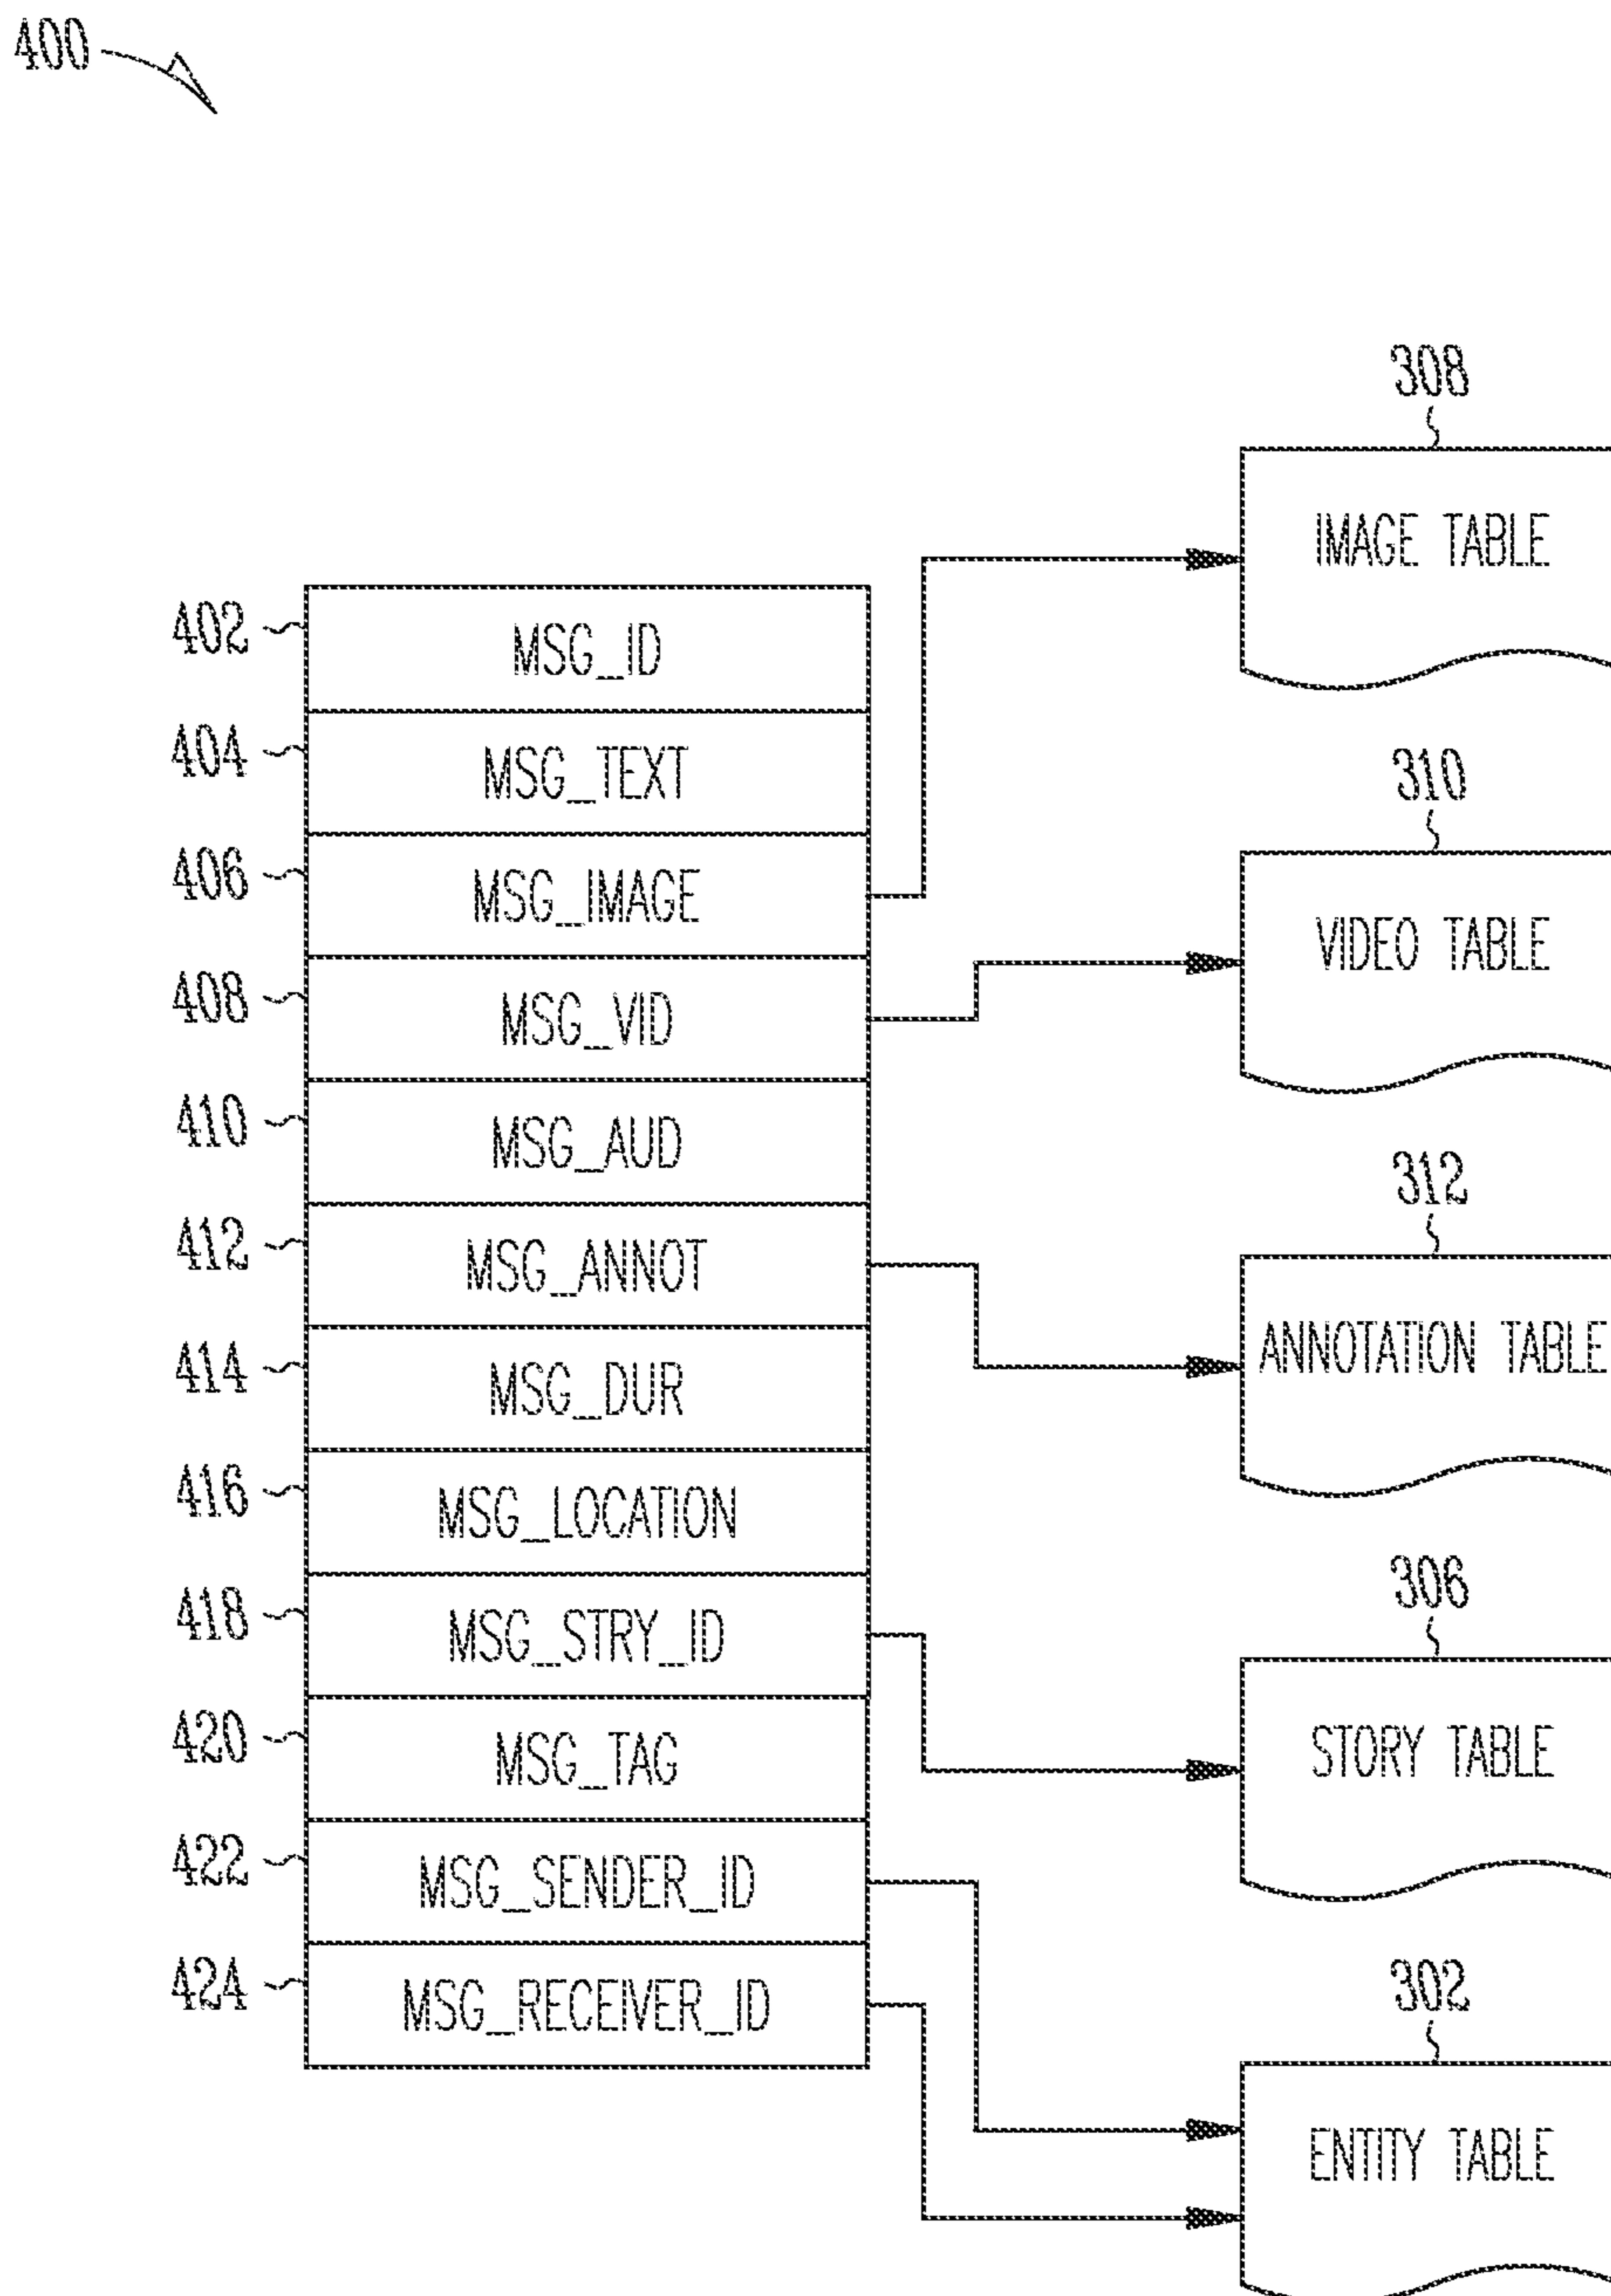 400
402
MSG_ID
404
MSG_TEXT
406
MSG_IMAGE
408
MSG_VID
410
MSG_AUD
412
MSG_ANNOT
414
MSG_DUR
416
MSG_LOCATION
418
MSG_STRY_ID
420
MSG_TAG
422
MSG_SENDER_ID
424
MSG_RECEIVER_ID
308
IMAGE TABLE
310
VIDEO TABLE
312
ANNOTATION TABLE
306
STORY TABLE
302
ENTITY TABLE